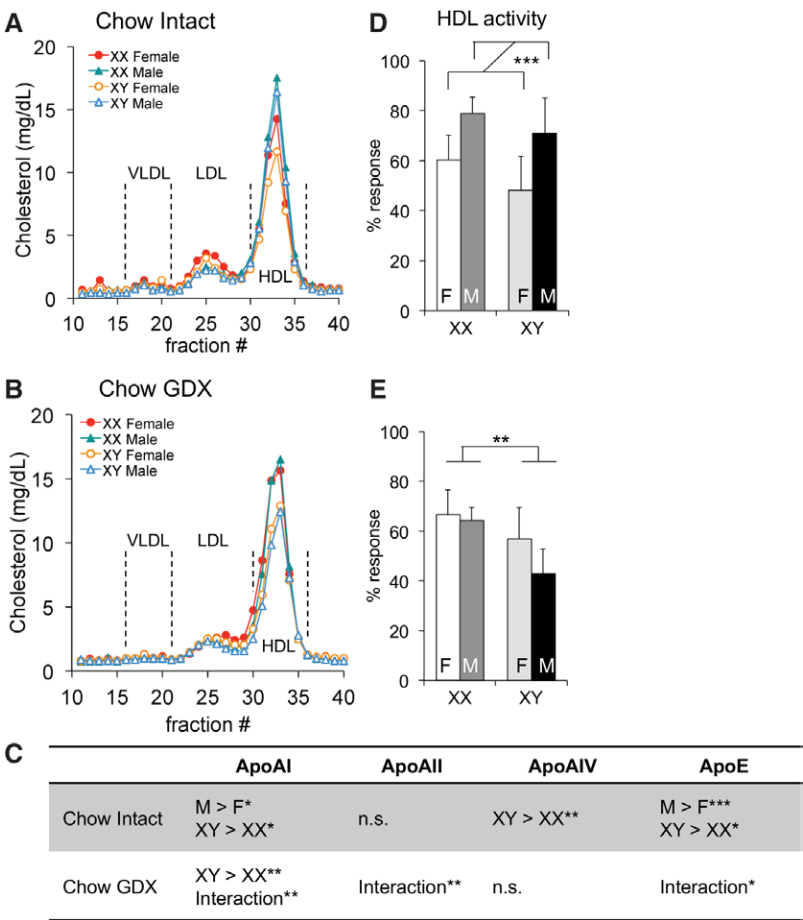 A Chow Intact
Cholesterol (mg/dL)
20
15
10
5
0
XX Female
XX Male
XY Female
XY Male
VLDL LDL
HDL
10 15 20 25 30 35 40
fraction #
B Chow GDX
Cholesterol (mg/dL)
20
15
10
5
0
XX Female
XX Male
XY Female
XY Male
VLDL LDL
HDL
10 15 20 25 30 35 40
fraction #
D HDL activity
% response
100
80
60
40
20
0
***
F M F M
XX XY
E
% response
100
80
60
40
20
0
**
F M F M
XX XY
C
ApoAI ApoAII ApoAIV ApoE
Chow Intact
M > F*
XY > XX*
n.s.
XY > XX**
M > F***
XY > XX*
Chow GDX
XY > XX**
Interaction**
Interaction**
n.s.
Interaction*